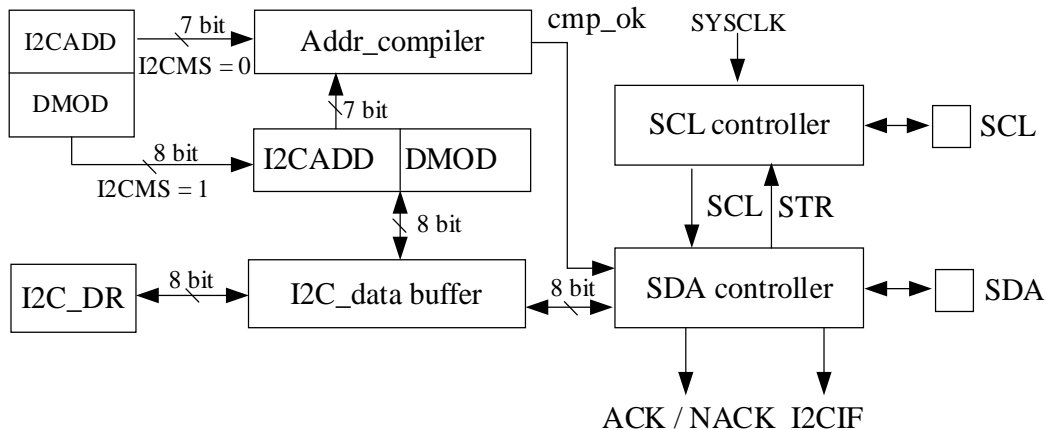 I2CADD
7 bit
I2CMS = 0
DMOD
8 bit
I2CMS = 1
Addr_compiler
cmp_ok
7 bit
I2CADD
DMOD
8 bit
I2C_DR
8 bit
I2C_data buffer
8 bit
SYSCLK
SCL controller
SCL
SCL
STR
SDA controller
SDA
ACK / NACK
I2CIF